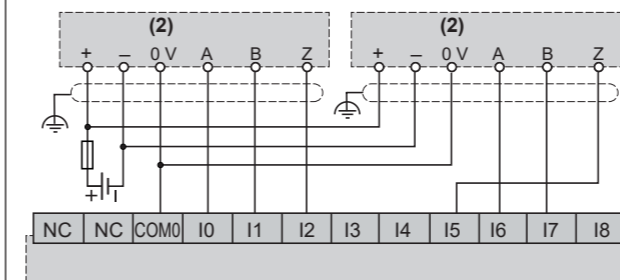 (2) (2)
+ – 0 V A B Z + – 0 V A B Z
+ –
NC NC COM0 I0 I1 I2 I3 I4 I5 I6 I7 I8